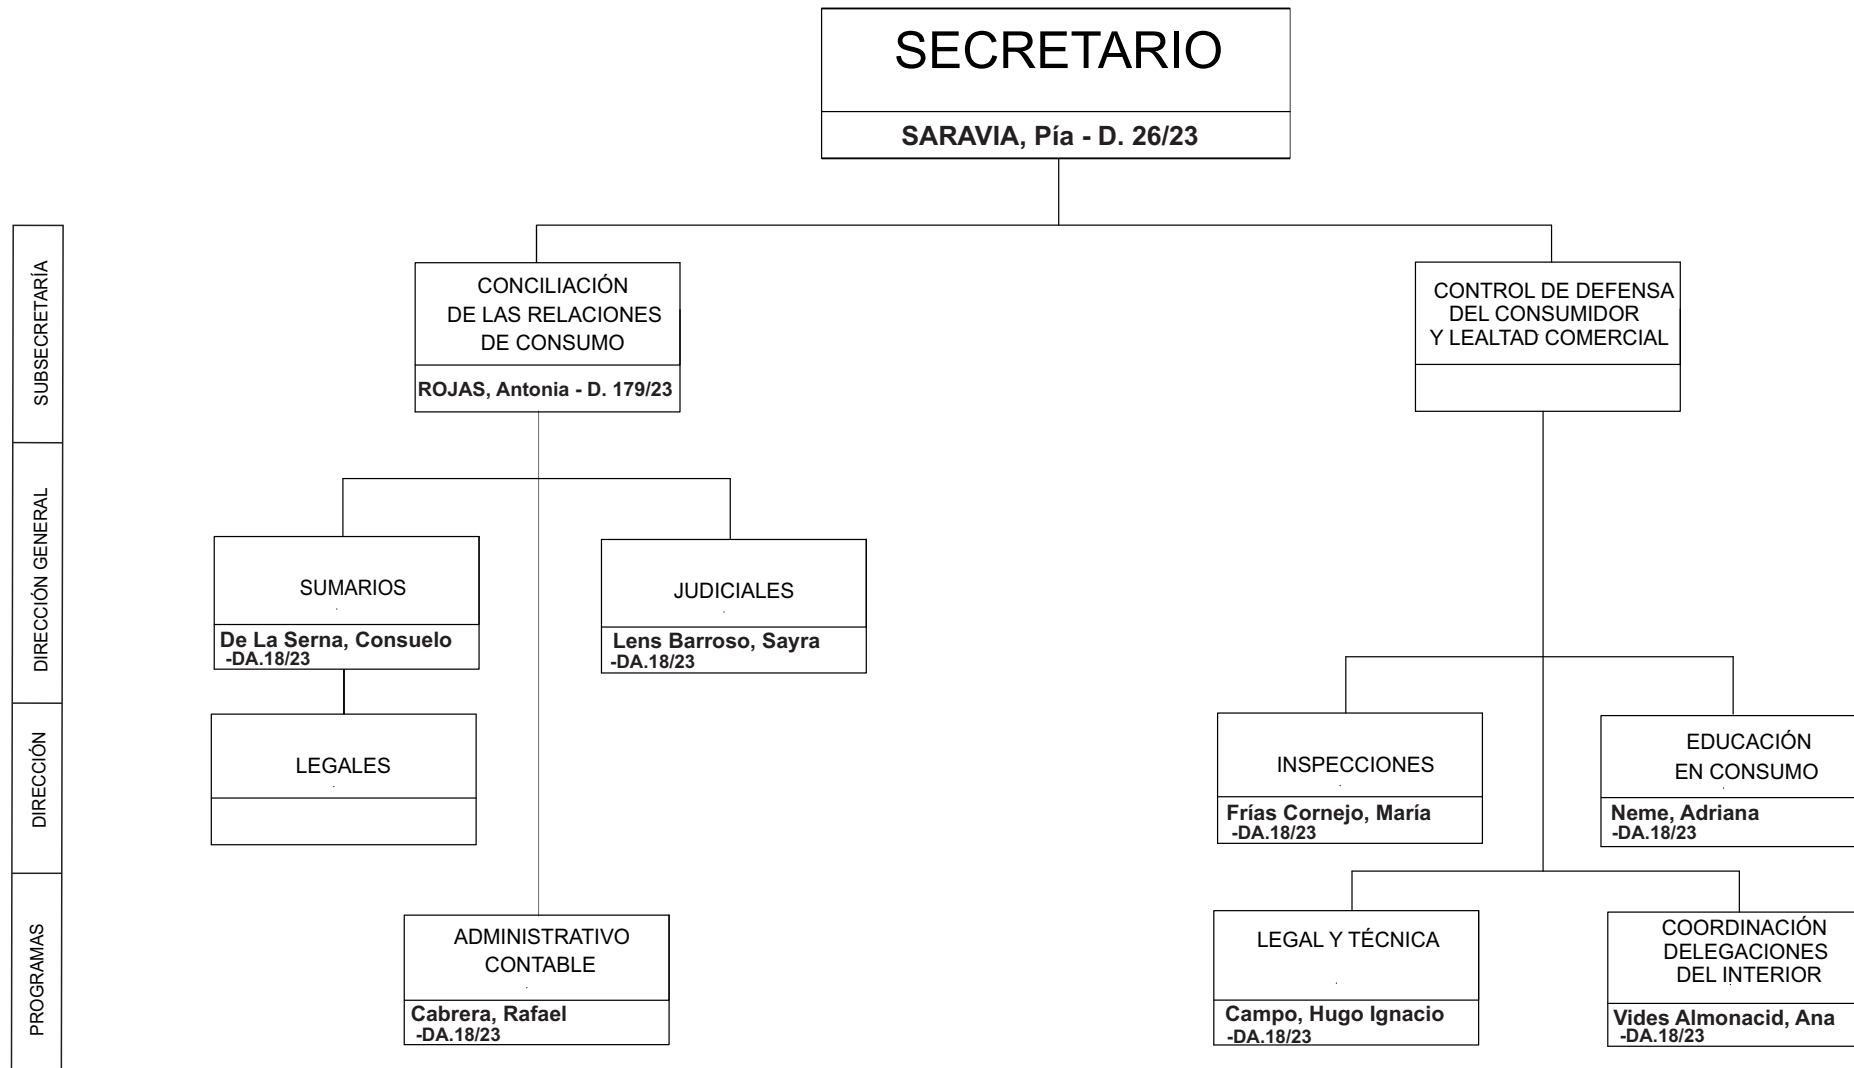 SECRETARIO
SARAVIA, Pía - D. 26/23
SUBSECRETARÍA
CONCILIACIÓN
DE LAS RELACIONES
DE CONSUMO
ROJAS, Antonia - D. 179/23
CONTROL DE DEFENSA
DEL CONSUMIDOR
Y LEALTAD COMERCIAL
DIRECCIÓN GENERAL
SUMARIOS
De La Serna, Consuelo
-DA.18/23
JUDICIALES
Lens Barroso, Sayra
-DA.18/23
DIRECCIÓN
LEGALES
INSPECCIONES
Frías Cornejo, María
-DA.18/23
EDUCACIÓN
EN CONSUMO
Neme, Adriana
-DA.18/23
PROGRAMAS
ADMINISTRATIVO
CONTABLE
Cabrera, Rafael
-DA.18/23
LEGAL Y TÉCNICA
Campo, Hugo Ignacio
-DA.18/23
COORDINACIÓN
DELEGACIONES
DEL INTERIOR
Vides Almonacid, Ana
-DA.18/23